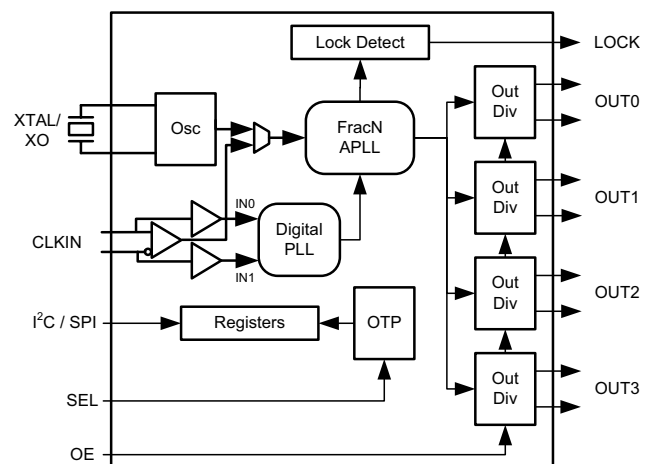 Lock Detect
LOCK
XTAL/
XO
Osc
FracN
APLL
Out
Div
OUT0
CLKIN
IN0
IN1
Digital
PLL
Out
Div
OUT1
I²C / SPI
Registers
OTP
Out
Div
OUT2
SEL
Out
Div
OUT3
OE